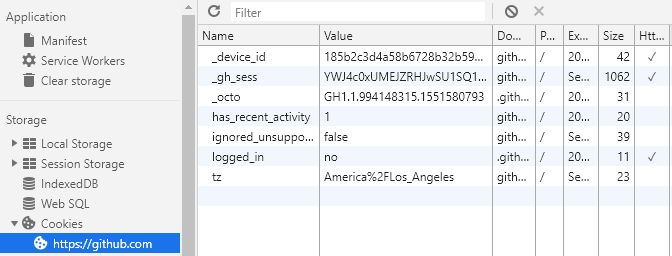 Application
Manifest
Service Workers
Clear storage
Storage
Local Storage
Session Storage
IndexedDB
Web SQL
Cookies
https://github.com
Filter
Name Value Do... P... Ex... Size Htt...
_device_id 185b2c3d4a58b6728b32b59... gith... / 20... 42 ✓
_gh_sess YWJ4c0xUMEJZRHJwSU1SQ1... gith... / Se... 1062 ✓
_octo GH1.1.994148315.1551580793 .gith... / 20... 31
has_recent_activity 1 gith... / 20... 20
ignored_unsuppo... false gith... / Se... 39
logged_in no .gith... / 20... 11 ✓
tz America%2FLos_Angeles gith... / Se... 23